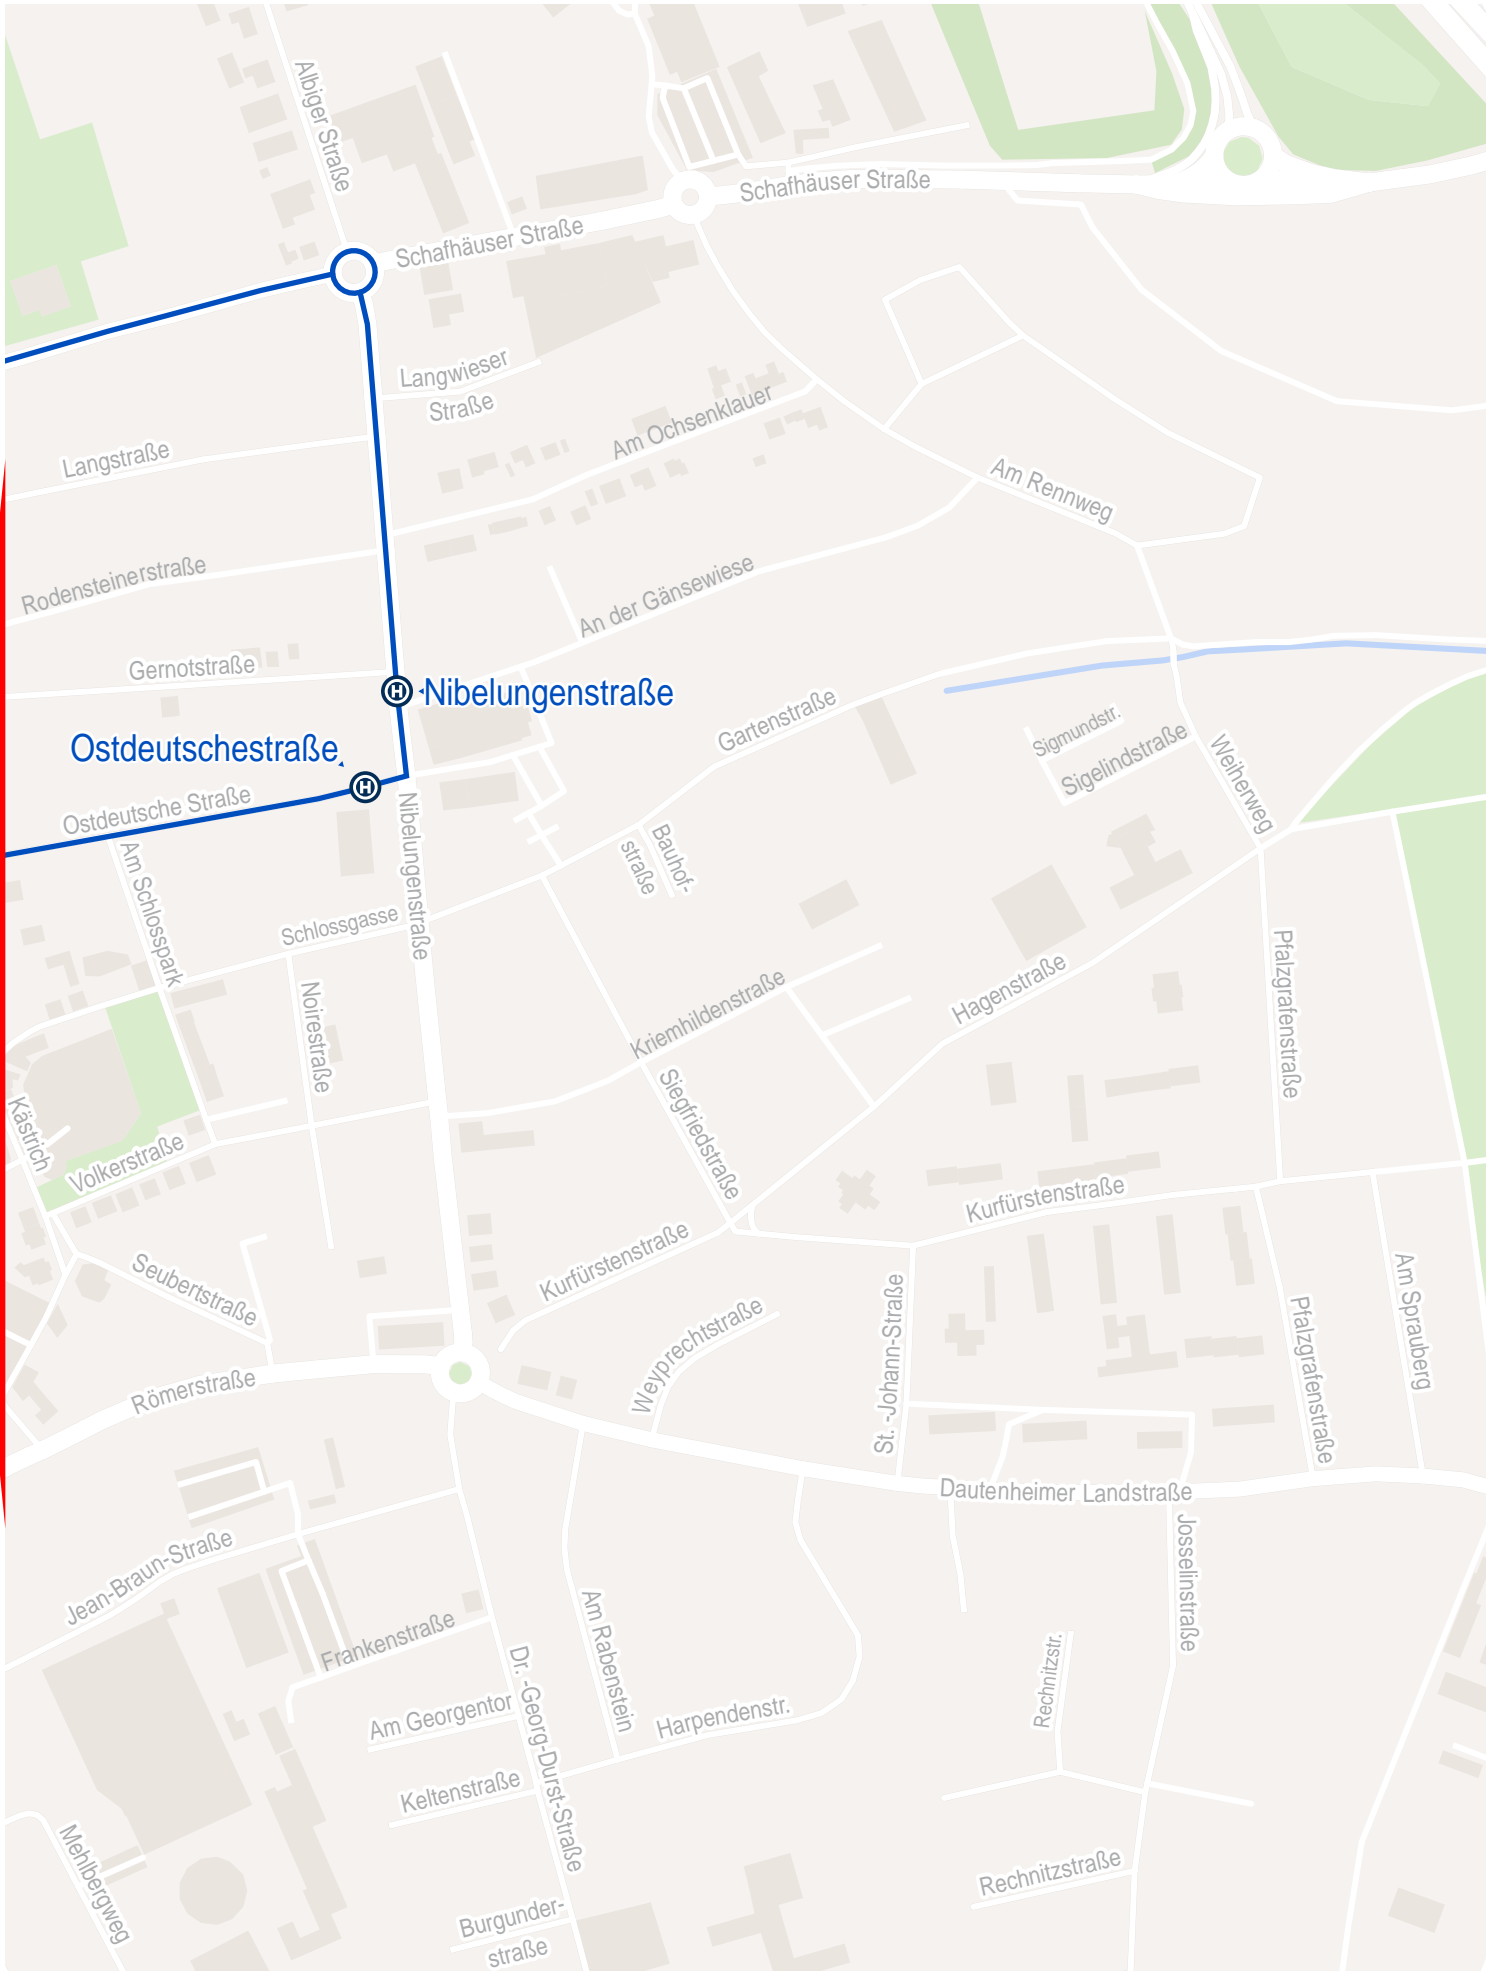 Albiger Straße
Schafhäuser Straße
Schafhäuser Straße
Langwieser
Straße
Am Ochsenklauer
Langstraße
Am Rennweg
Rodensteinerstraße
An der Gänsewiese
Gernotstraße
H
Nibelungenstraße
Ostdeutschestraße
H
Gartenstraße
Sigmundstr.
Sigelindstraße
Weiherweg
Ostdeutsche Straße
Nibelungenstraße
Am Schlosspark
Bauhof-
straße
Schlossgasse
Noirestraße
Kriemhildenstraße
Hagenstraße
Pfalzgrafenstraße
Kästrich
Volkerstraße
Siegfriedstraße
Kurfürstenstraße
Kurfürstenstraße
Seubertstraße
Weyprechtstraße
St. -Johann-Straße
Pfalzgrafenstraße
Am Sprauberg
Römerstraße
Dautenheimer Landstraße
Josselinstraße
Jean-Braun-Straße
Frankenstraße
Am Rabenstein
Rechnitzstr.
Dr. -Georg-Durst-Straße
Am Georgentor
Harpendenstr.
Keltenstraße
Mehlbergweg
Rechnitzstraße
Burgunder-
straße